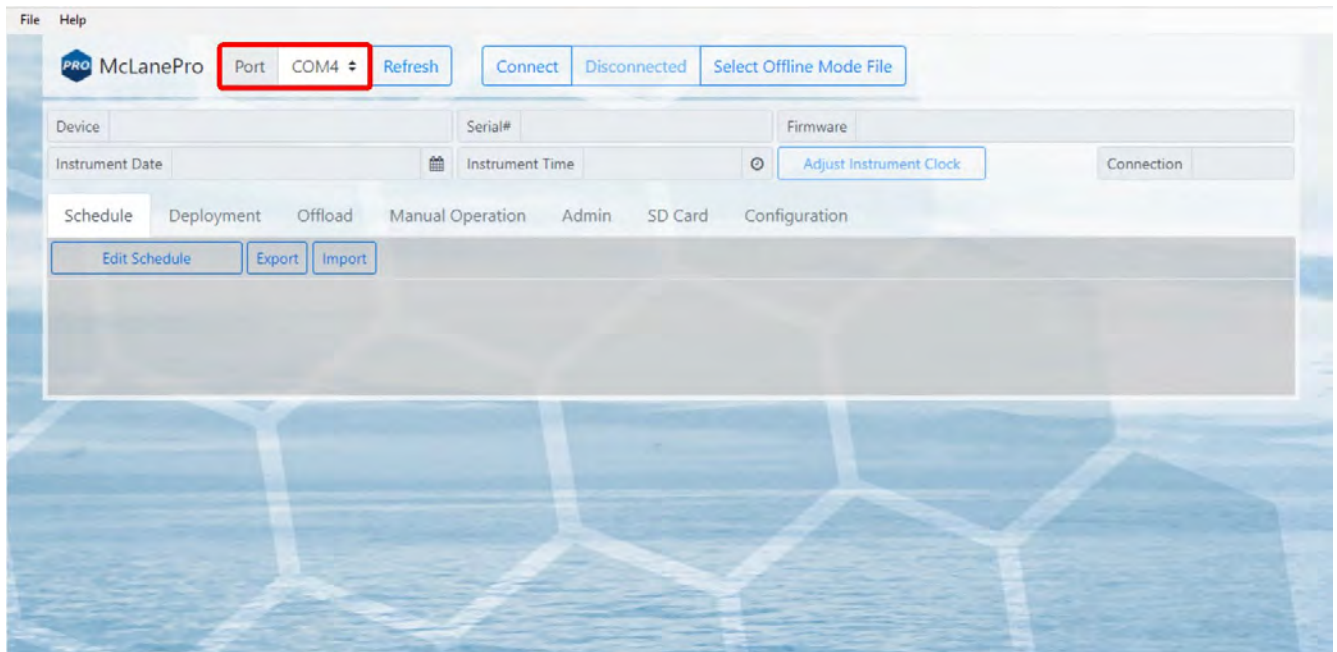 File Help
PRO McLanePro Port COM4 Refresh Connect Disconnected Select Offline Mode File
Device Serial# Firmware
Instrument Date Instrument Time Adjust Instrument Clock Connection
Schedule Deployment Offload Manual Operation Admin SD Card Configuration
Edit Schedule Export Import